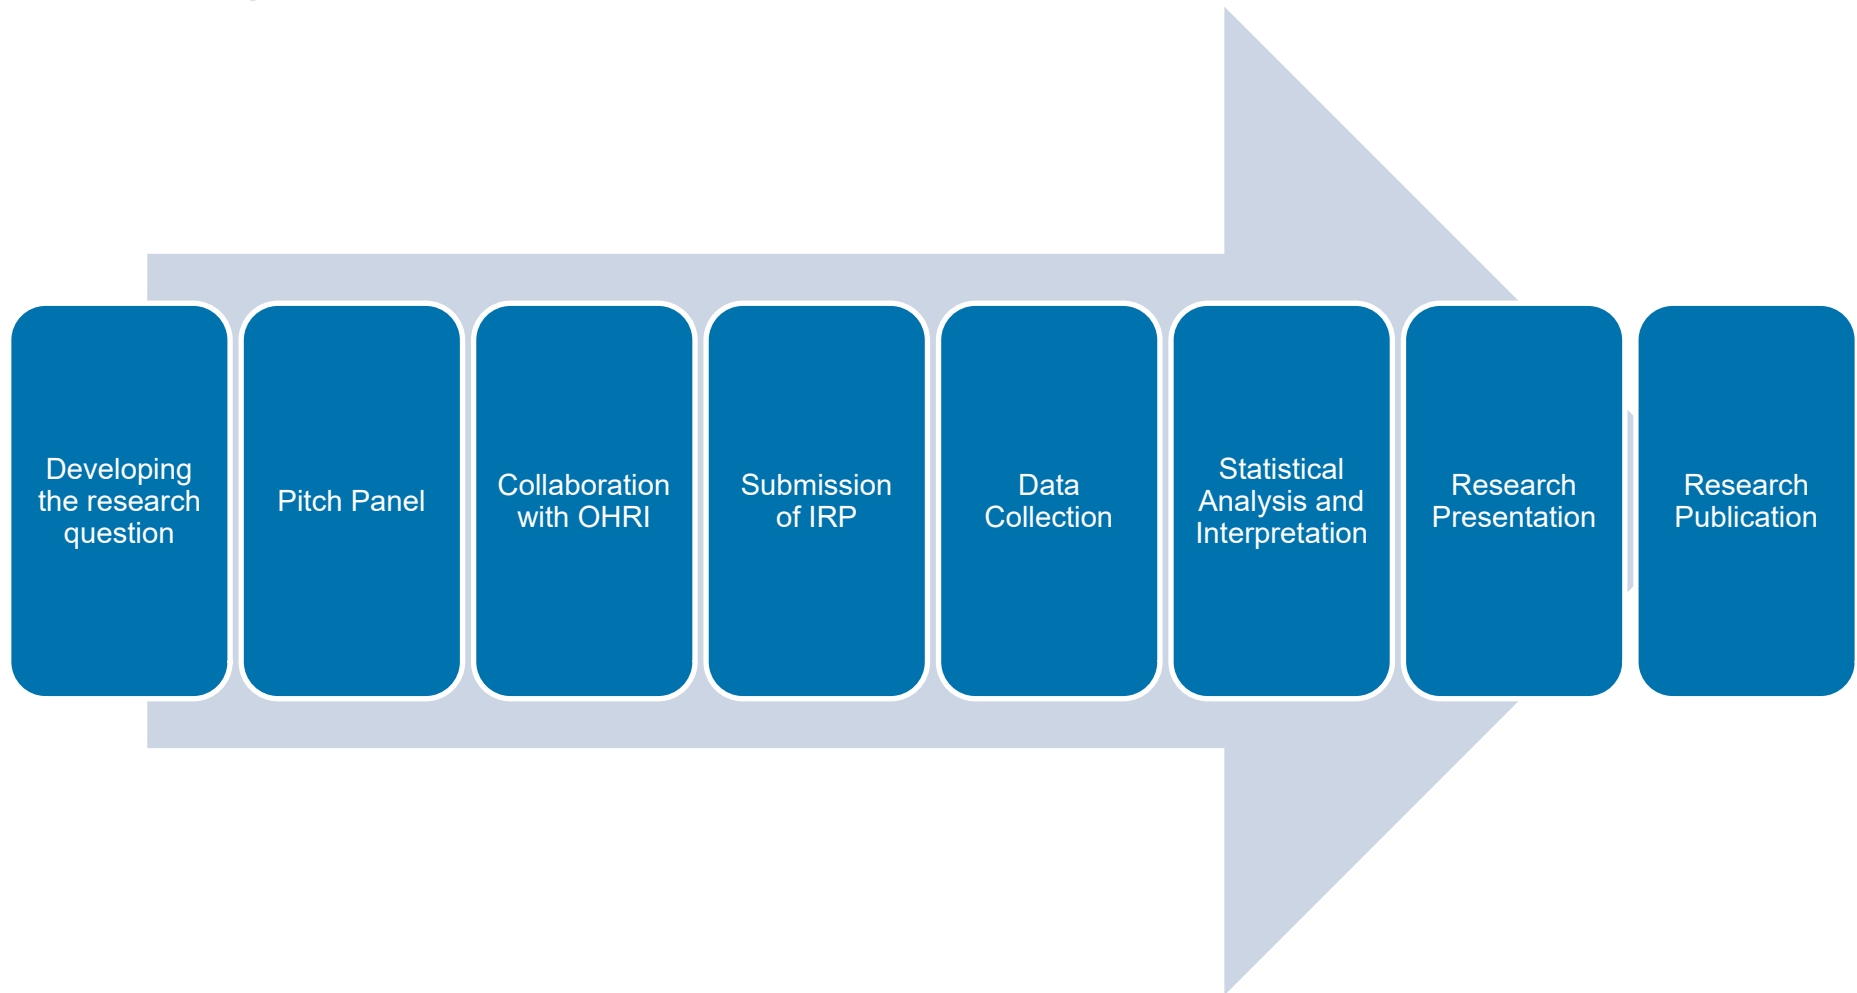 Developing
the research
question
Pitch Panel
Collaboration
with OHRI
Submission
of IRP
Data
Collection
Statistical
Analysis and
Interpretation
Research
Presentation
Research
Publication